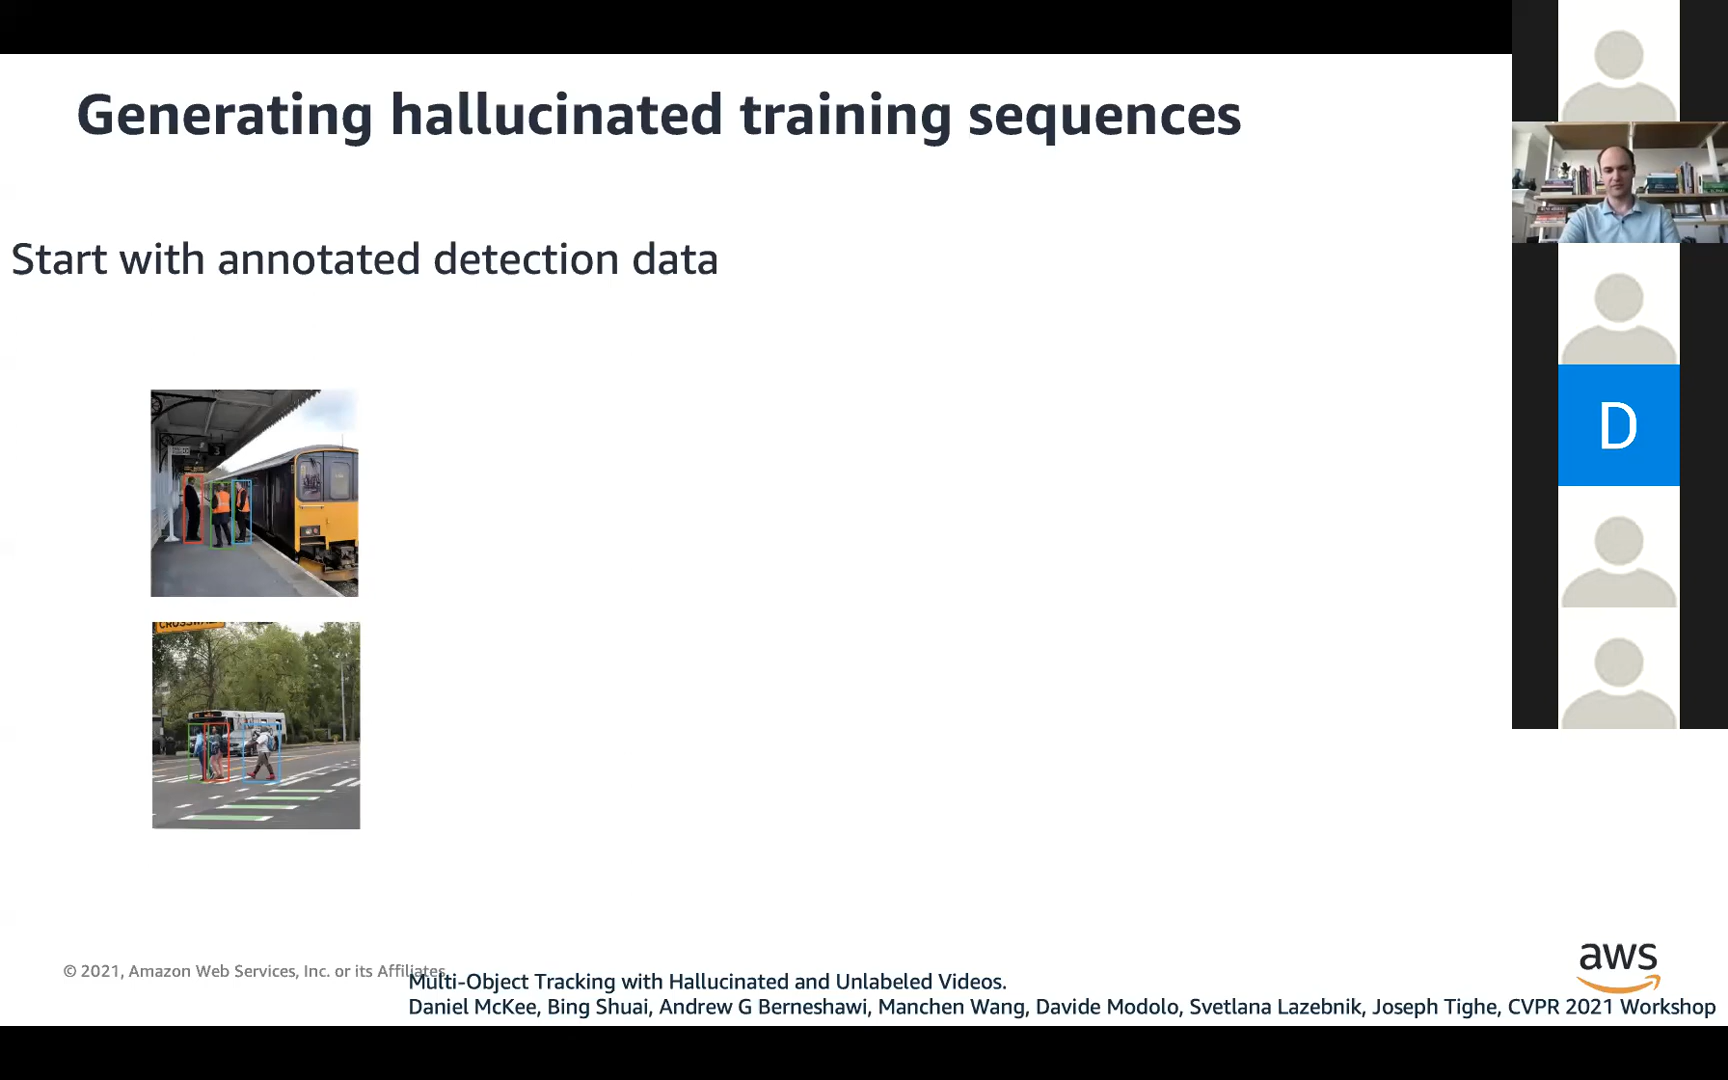 Generating hallucinated training sequences
Start with annotated detection data
3
CROSSWA
D
© 2021, Amazon Web Services, Inc. or its Affiliates.
Multi-Object Tracking with Hallucinated and Unlabeled Videos.
Daniel McKee, Bing Shuai, Andrew G Berneshawi, Manchen Wang, Davide Modolo, Svetlana Lazebnik, Joseph Tighe, CVPR 2021 Workshop
aws